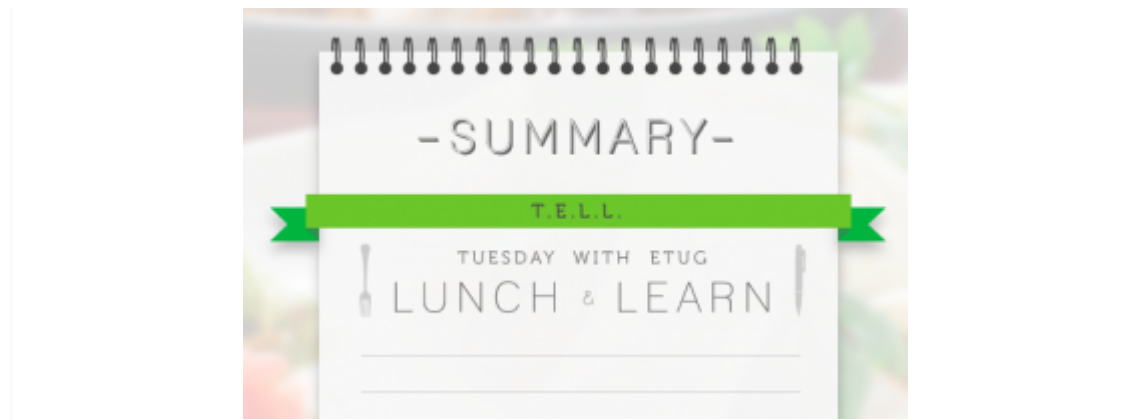 -SUMMARY-
T.E.L.L.
TUESDAY WITH ETUG
LUNCH & LEARN